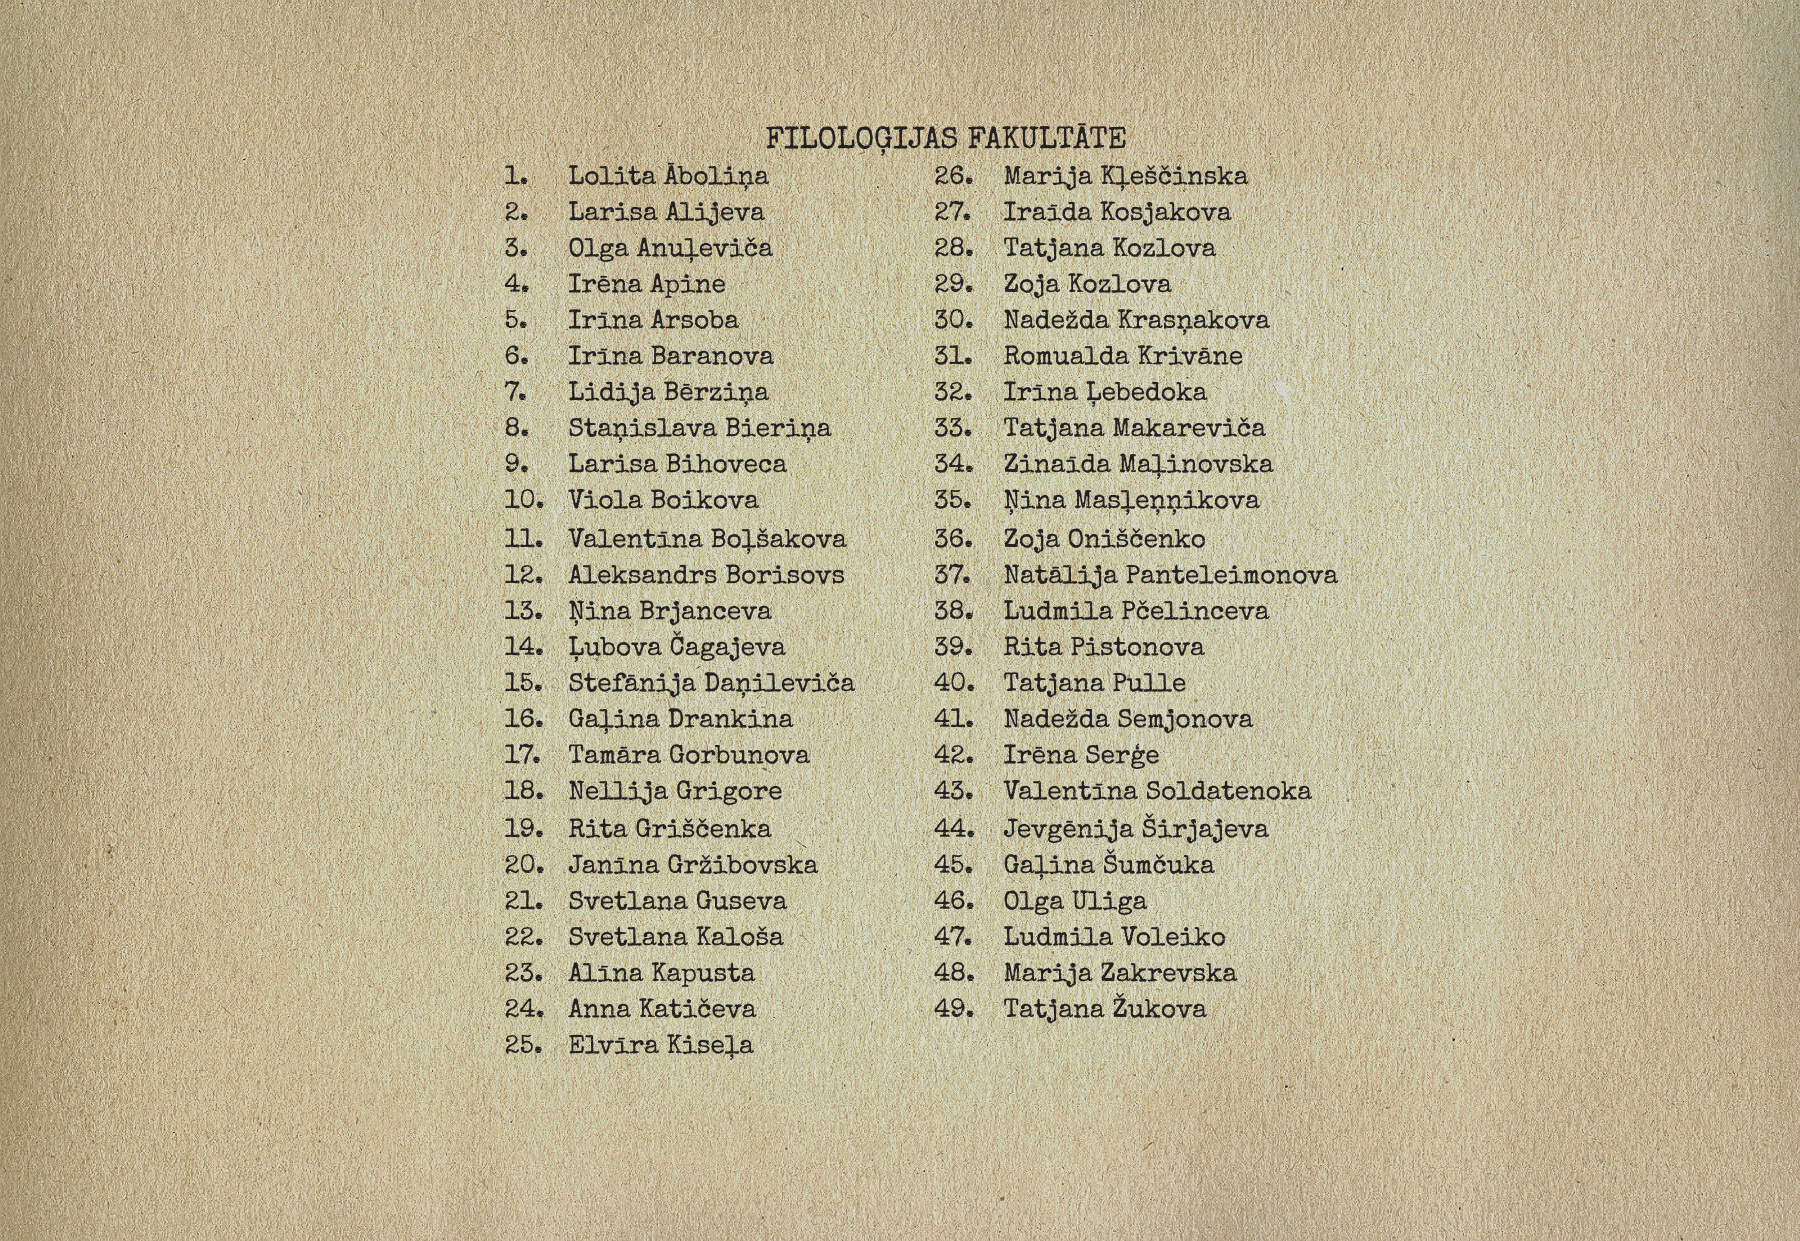 FILOLOĢIJAS FAKULTĀTE
1. Lolita Āboliņa
2. Larisa Alijeva
3. Olga Anuļeviča
4. Irēna Apine
5. Irīna Arsoba
6. Irīna Baranova
7. Lidija Bērziņa
8. Staņislava Bieriņa
9. Larisa Bihoveca
10. Viola Boikova
11. Valentīna Boļšakova
12. Aleksandrs Borisovs
13. Ņina Brjanceva
14. Ļubova Čagajeva
15. Stefānija Daņileviča
16. Gaļina Drankina
17. Tamāra Gorbunova
18. Nellija Grigore
19. Rita Griščenka
20. Janīna Gržibovska
21. Svetlana Guseva
22. Svetlana Kaloša
23. Alīna Kapusta
24. Anna Katičeva
25. Elvīra Kiseļa
26. Marija Kļeščinska
27. Iraīda Kosjakova
28. Tatjana Kozlova
29. Zoja Kozlova
30. Nadežda Krasņakova
31. Romualda Krivāne
32. Irīna Ļebedoka
33. Tatjana Makareviča
34. Zinaīda Maļinovska
35. Ņina Masļeņņikova
36. Zoja Oniščenko
37. Natālija Panteleimonova
38. Ludmila Pčelinceva
39. Rita Pistonova
40. Tatjana Pulle
41. Nadežda Semjonova
42. Irēna Serģe
43. Valentīna Soldatenoka
44. Jevgēnija Širjajeva
45. Gaļina Šumčuka
46. Olga Uliga
47. Ludmila Voleiko
48. Marija Zakrevska
49. Tatjana Žukova